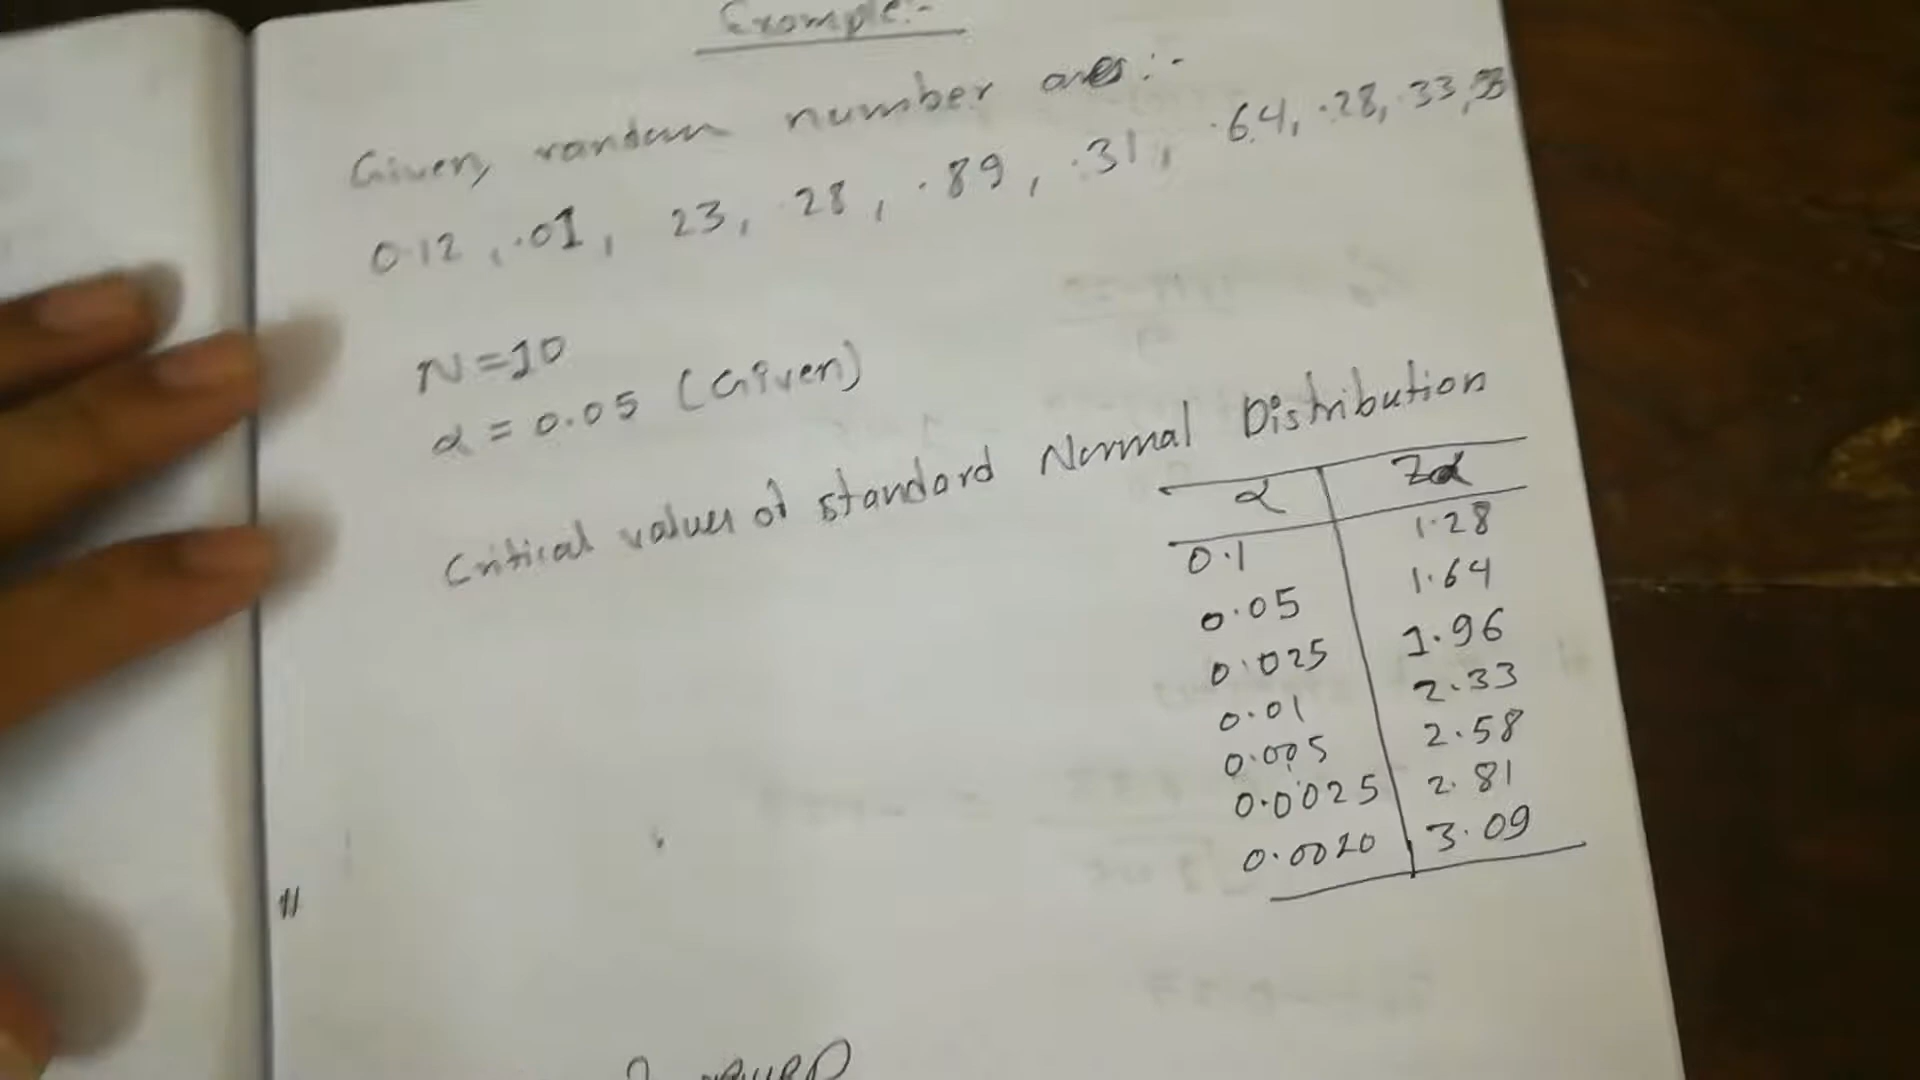 Example:-
Given, random number are:-
0.12, .01, 23, .28, .89, .31, .64, .28, .33,
N=10
α = 0.05 (Given)
Critical values of standard Normal Distribution
α Zα
0.1 1.28
0.05 1.64
0.025 1.96
0.01 2.33
0.005 2.58
0.0025 2.81
0.0020 3.09